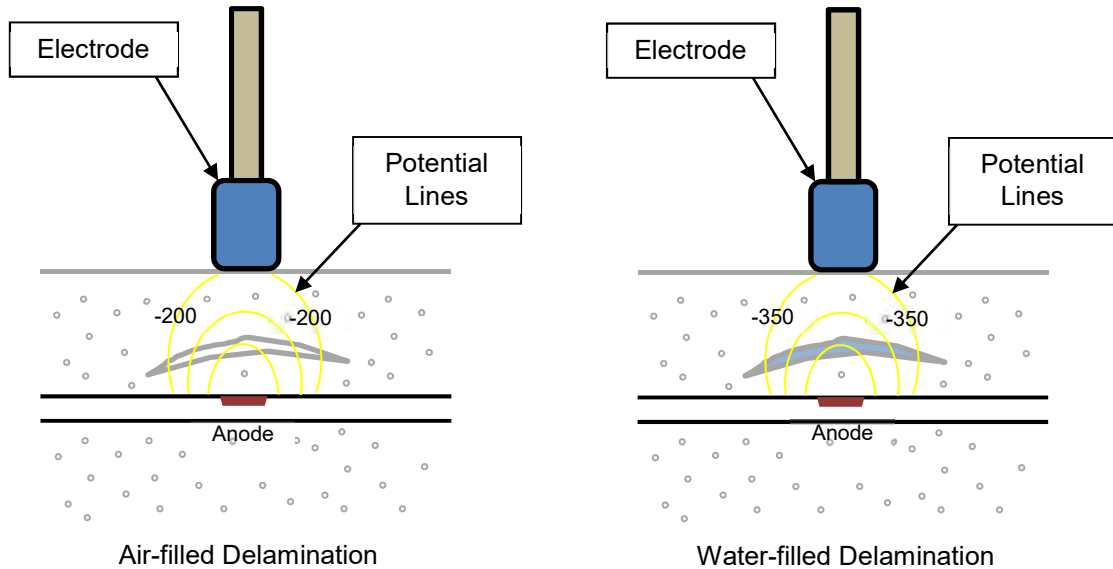 Electrode
Potential
Lines
-200
-200
Anode
Air-filled Delamination
Electrode
Potential
Lines
-350
-350
Anode
Water-filled Delamination